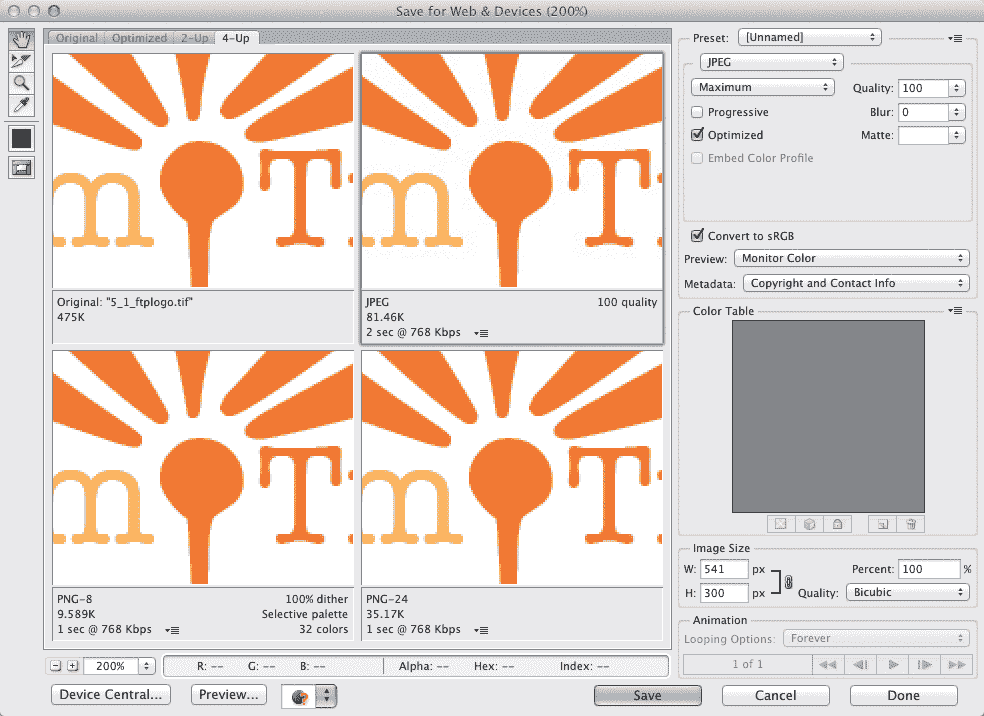 Save for Web & Devices (200%)
Original Optimized 2-Up 4-Up
m T
m T
Original: "5_1_ftplogo.tif"
475K
JPEG 100 quality
81.46K
2 sec @ 768 Kbps
m T
m T
PNG-8 100% dither
9.589K Selective palette
1 sec @ 768 Kbps 32 colors
PNG-24
35.17K
1 sec @ 768 Kbps
200% R: -- G: -- B: -- Alpha: -- Hex: -- Index: --
Device Central... Preview... Save Cancel Done
Preset: [Unnamed]
JPEG
Maximum Quality: 100
Progressive Blur: 0
Optimized Matte:
Embed Color Profile
Convert to sRGB
Preview: Monitor Color
Metadata: Copyright and Contact Info
Color Table
Image Size
W: 541 px Percent: 100 %
H: 300 px Quality: Bicubic
Animation
Looping Options: Forever
1 of 1